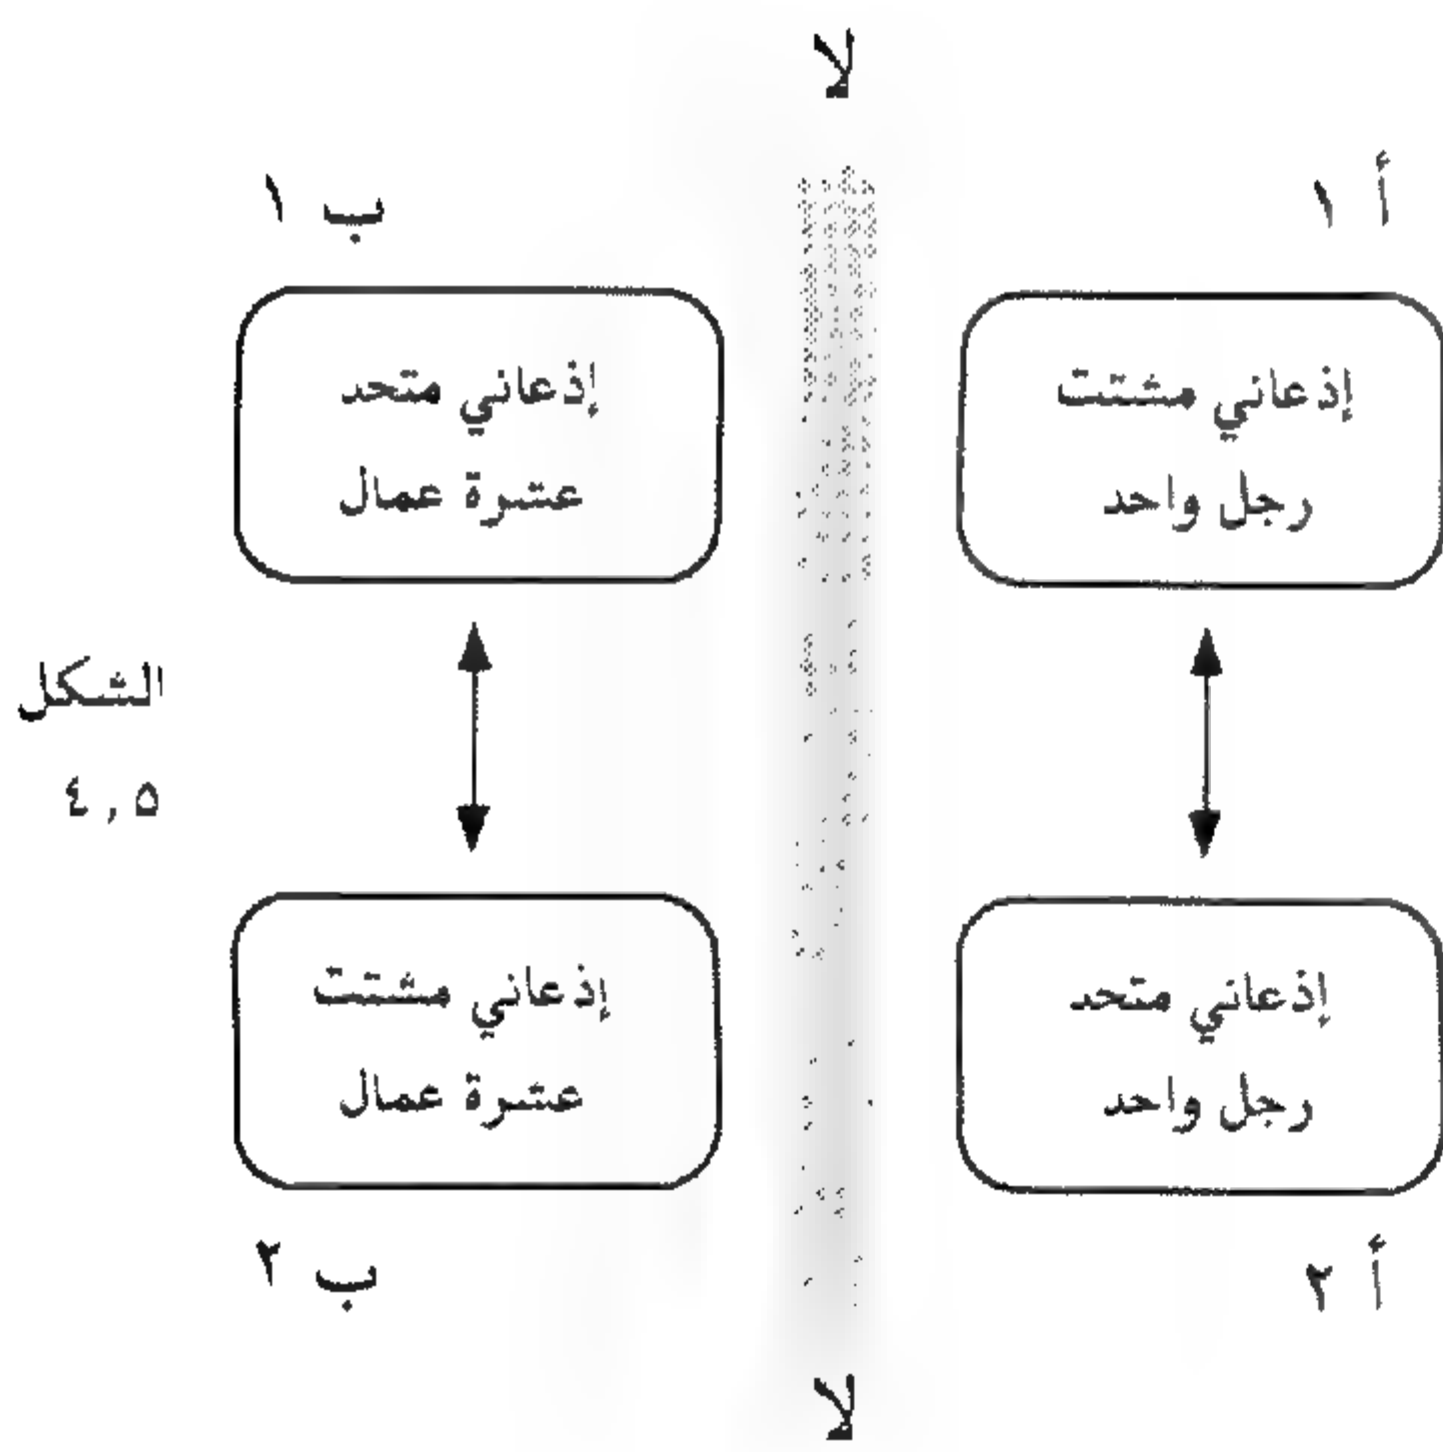 لا
أ ١
ب ١
إذعاني مشتت
رجل واحد
إذعاني متحد
عشرة عمال
الشكل
٤,٥
إذعاني متحد
رجل واحد
إذعاني مشتت
عشرة عمال
أ ٢
ب ٢
لا